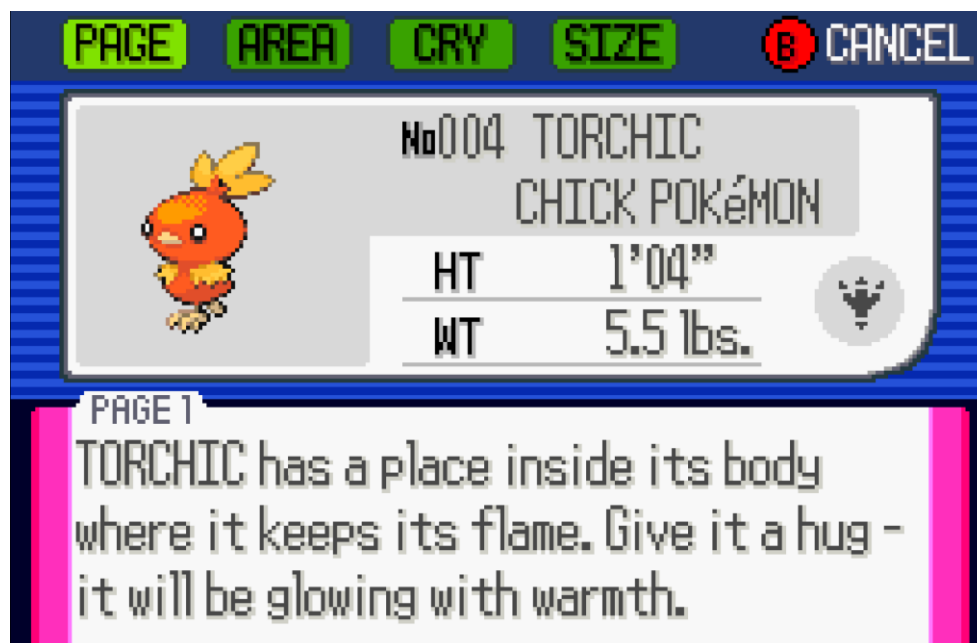 PAGE AREA CRY SIZE B CANCEL
No004 TORCHIC
CHICK POKéMON
HT 1'04”
WT 5.5 lbs.
PAGE 1
TORCHIC has a place inside its body
where it keeps its flame. Give it a hug -
it will be glowing with warmth.